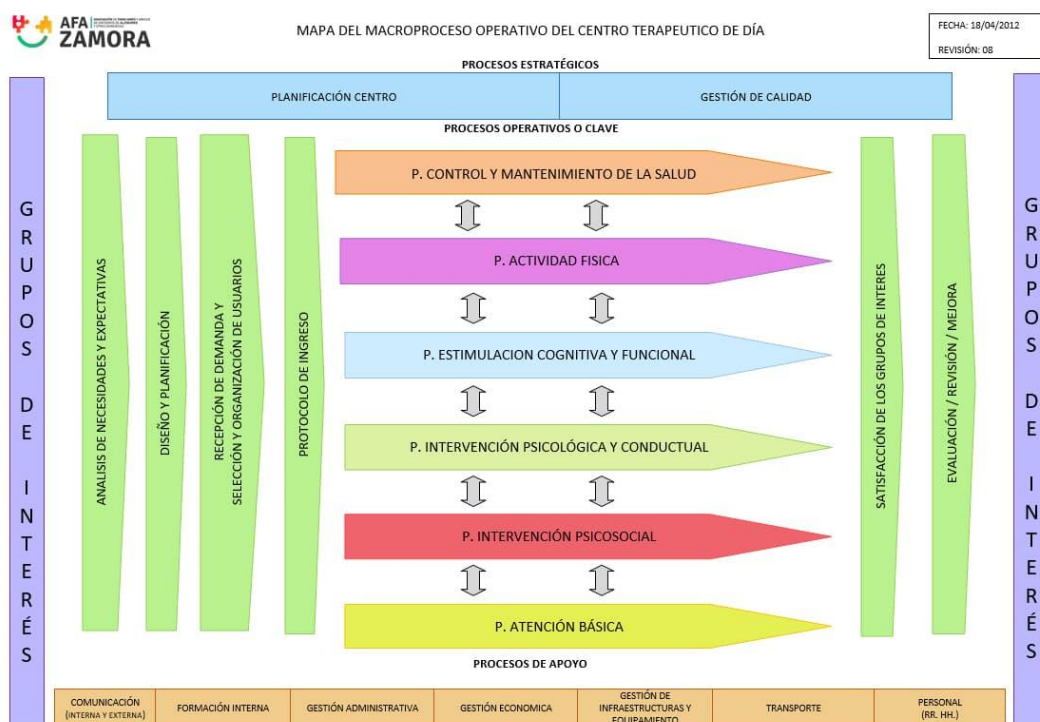 AFA
ZAMORA
MAPA DEL MACROPROCESO OPERATIVO DEL CENTRO TERAPEUTICO DE DÍA
FECHA: 18/04/2012
REVISIÓN: 08
PROCESOS ESTRATÉGICOS
PLANIFICACIÓN CENTRO
GESTIÓN DE CALIDAD
PROCESOS OPERATIVOS O CLAVE
GRUPOS DE INTERÉS
ANALISIS DE NECESIDADES Y EXPECTATIVAS
DISEÑO Y PLANIFICACIÓN
RECEPCIÓN DE DEMANDA Y
SELECCIÓN Y ORGANIZACIÓN DE USUARIOS
PROTOCOLO DE INGRESO
P. CONTROL Y MANTENIMIENTO DE LA SALUD
P. ACTIVIDAD FISICA
P. ESTIMULACION COGNITIVA Y FUNCIONAL
P. INTERVENCIÓN PSICOLÓGICA Y CONDUCTUAL
P. INTERVENCIÓN PSICOSOCIAL
P. ATENCIÓN BÁSICA
SATISFACCIÓN DE LOS GRUPOS DE INTERES
EVALUACIÓN / REVISIÓN / MEJORA
GRUPOS DE INTERÉS
PROCESOS DE APOYO
COMUNICACIÓN
(INTERNA Y EXTERNA)
FORMACIÓN INTERNA
GESTIÓN ADMINISTRATIVA
GESTIÓN ECONOMICA
GESTIÓN DE
INFRAESTRUCTURAS Y
EQUIPAMIENTO
TRANSPORTE
PERSONAL
(RR. HH.)